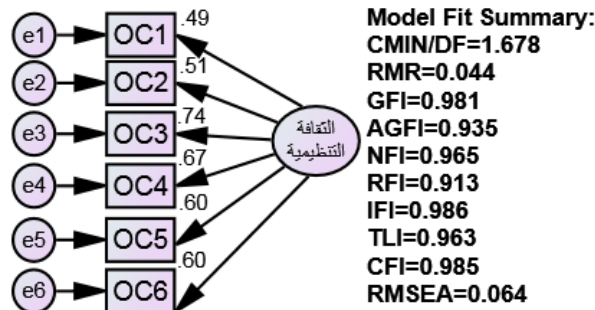 e1
OC1
.49
e2
OC2
.51
e3
OC3
.74
e4
OC4
.67
e5
OC5
.60
e6
OC6
.60
الثقافة
التنظيمية
Model Fit Summary:
CMIN/DF=1.678
RMR=0.044
GFI=0.981
AGFI=0.935
NFI=0.965
RFI=0.913
IFI=0.986
TLI=0.963
CFI=0.985
RMSEA=0.064